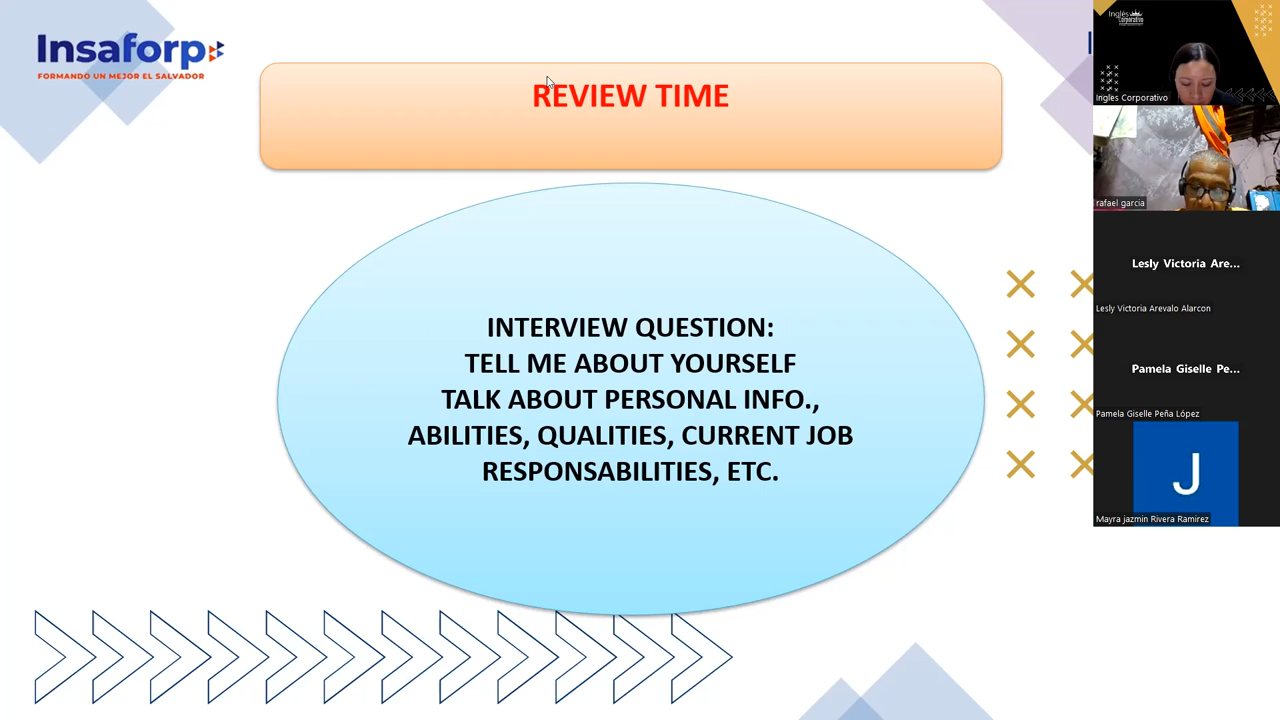 Insaforp
FORMANDO UN MEJOR EL SALVADOR
REVIEW TIME
INTERVIEW QUESTION:
TELL ME ABOUT YOURSELF
TALK ABOUT PERSONAL INFO.,
ABILITIES, QUALITIES, CURRENT JOB
RESPONSABILITIES, ETC.
Inglés
Corporativo
Ingles Corporativo
rafael garcia
Lesly Victoria Are...
Lesly Victoria Arevalo Alarcon
Pamela Giselle Pe...
Pamela Giselle Peña López
J
Mayra jazmin Rivera Ramirez